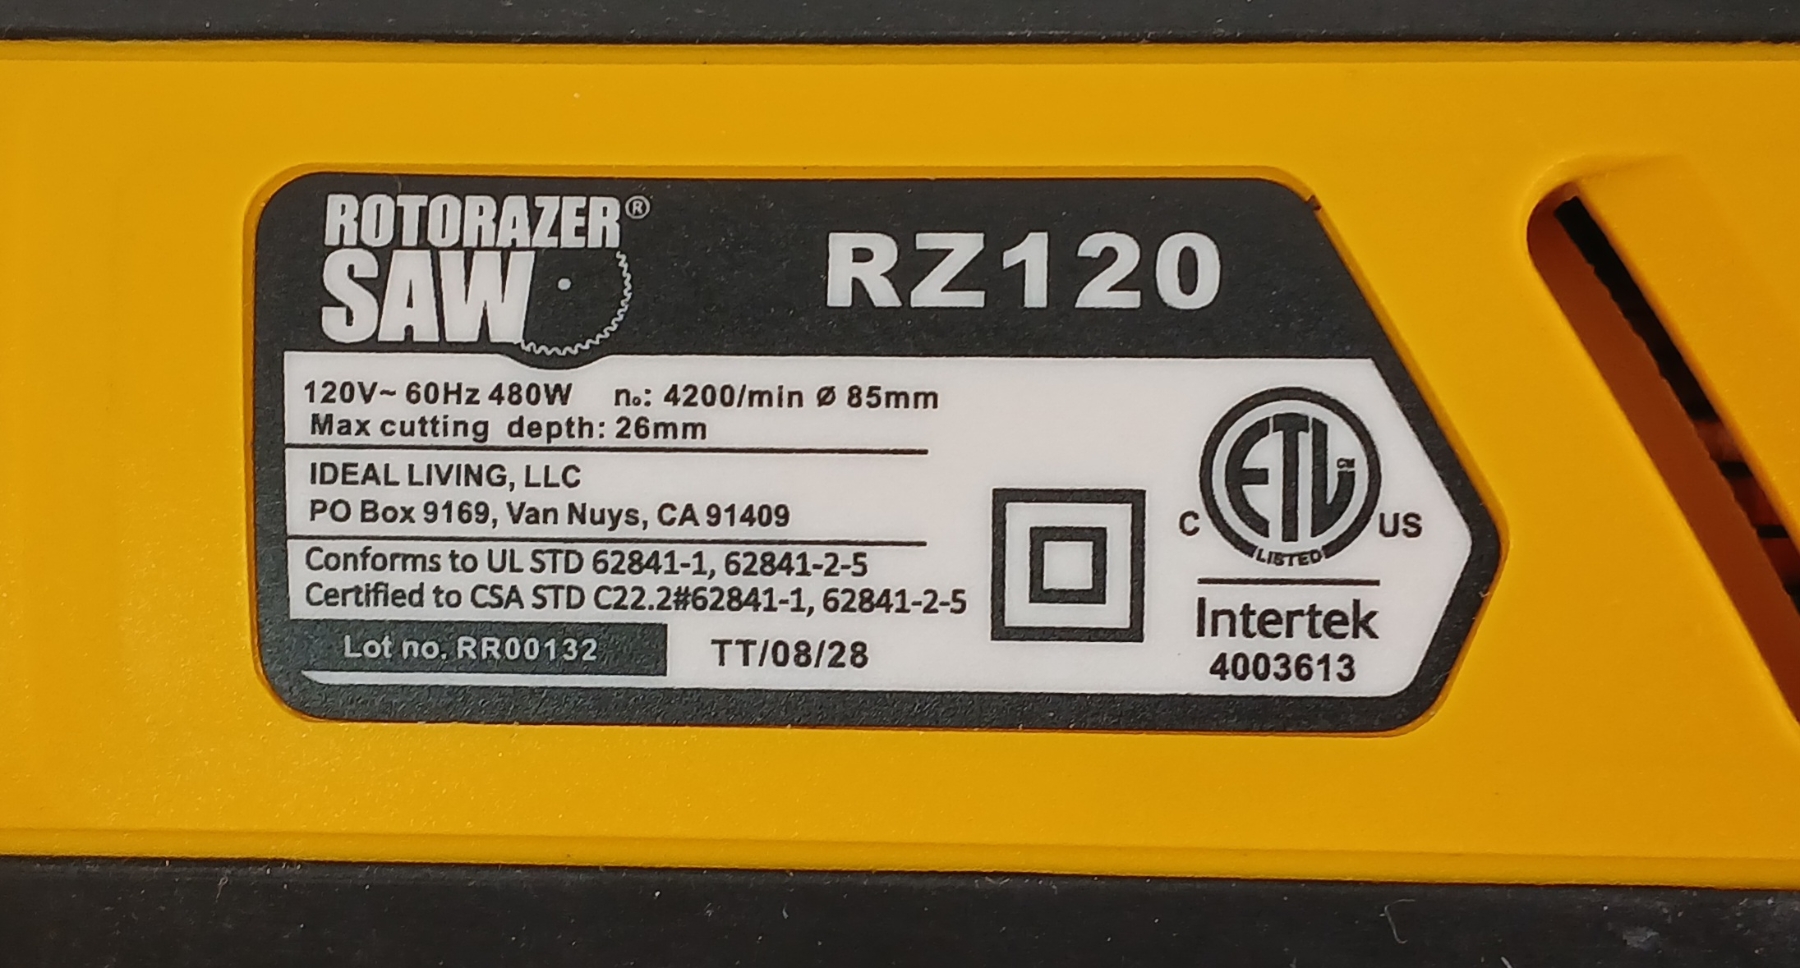 ROTORAZER®
SAW
RZ120
120V~ 60Hz 480W n₀: 4200/min Ø 85mm
Max cutting depth: 26mm
IDEAL LIVING, LLC
PO Box 9169, Van Nuys, CA 91409
Conforms to UL STD 62841-1, 62841-2-5
Certified to CSA STD C22.2#62841-1, 62841-2-5
Lot no. RR00132 TT/08/28
ETL CM
C US
LISTED
Intertek
4003613